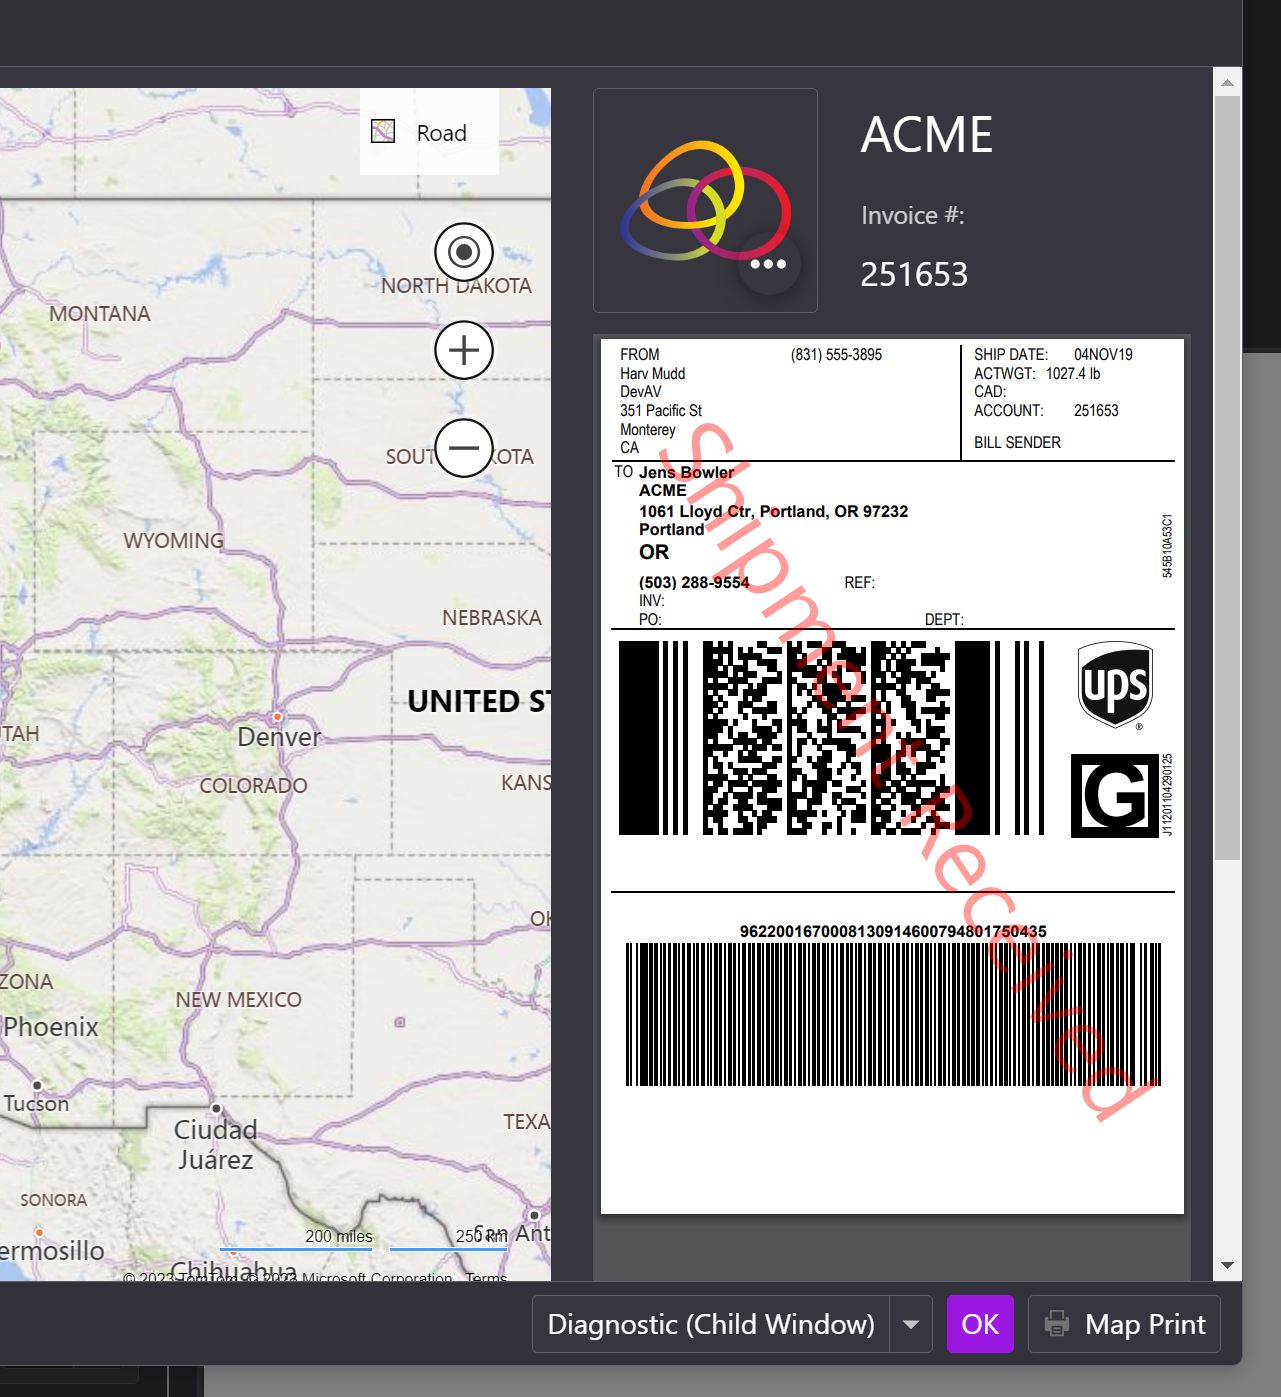 Road
NORTH DAKOTA
MONTANA
WYOMING
NEBRASKA
UNITED ST
TAH
Denver
COLORADO
KANS
OK
ZONA
NEW MEXICO
Phoenix
Tucson
TEXA
Ciudad
Juárez
SONORA
200 miles
250 km
San Ant
ermosillo
Chihuahua
© 2023 TomTom, © 2023 Microsoft Corporation Terms
ACME
Invoice #:
251653
FROM (831) 555-3895
Harv Mudd
DevAV
351 Pacific St
Monterey
CA
SHIP DATE: 04NOV19
ACTWGT: 1027.4 lb
CAD:
ACCOUNT: 251653
BILL SENDER
TO Jens Bowler
ACME
1061 Lloyd Ctr, Portland, OR 97232
Portland
OR
(503) 288-9554 REF:
INV:
PO: DEPT:
545B10A53C1
ups
®
G
J11201104290125
9622001670008130914600794801750435
Shipment Received
Diagnostic (Child Window)
OK
Map Print